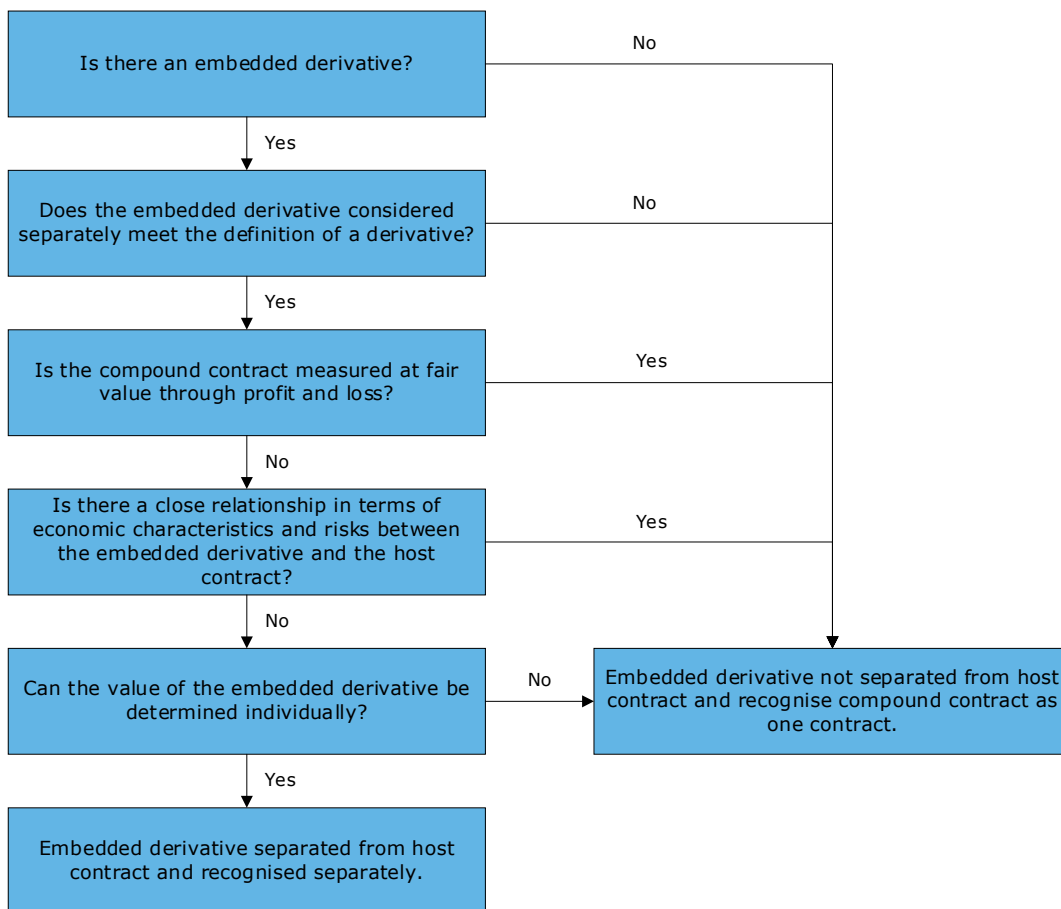 Is there an embedded derivative?
No
Yes
Does the embedded derivative considered
separately meet the definition of a derivative?
No
Yes
Is the compound contract measured at fair
value through profit and loss?
Yes
No
Is there a close relationship in terms of
economic characteristics and risks between
the embedded derivative and the host
contract?
Yes
No
Can the value of the embedded derivative be
determined individually?
No
Embedded derivative not separated from host
contract and recognise compound contract as
one contract.
Yes
Embedded derivative separated from host
contract and recognised separately.